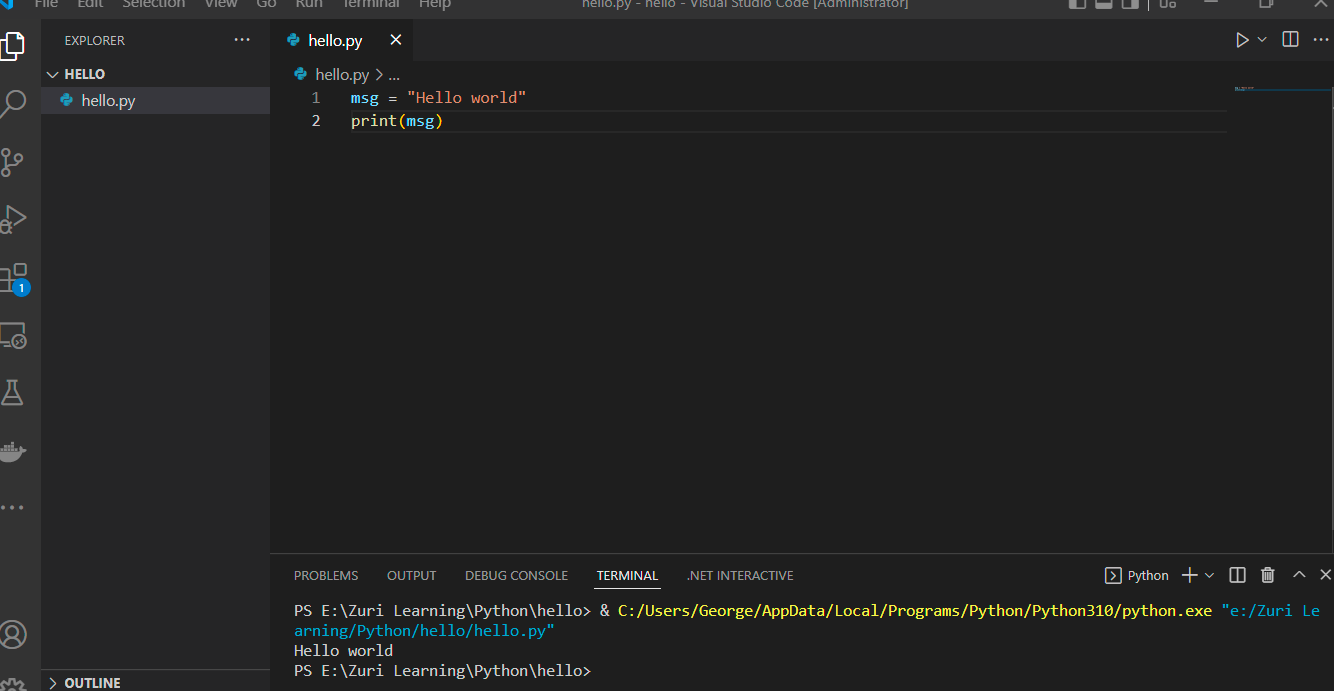 File Edit Selection View Go Run Terminal Help hello.py - hello - Visual Studio Code [Administrator]
EXPLORER ...
hello.py
HELLO
hello.py
hello.py > ...
1 msg = "Hello world"
2 print(msg)
1
PROBLEMS OUTPUT DEBUG CONSOLE TERMINAL .NET INTERACTIVE
Python
PS E:\Zuri Learning\Python\hello> & C:/Users/George/AppData/Local/Programs/Python/Python310/python.exe "e:/Zuri Le
arning/Python/hello/hello.py"
Hello world
PS E:\Zuri Learning\Python\hello>
OUTLINE